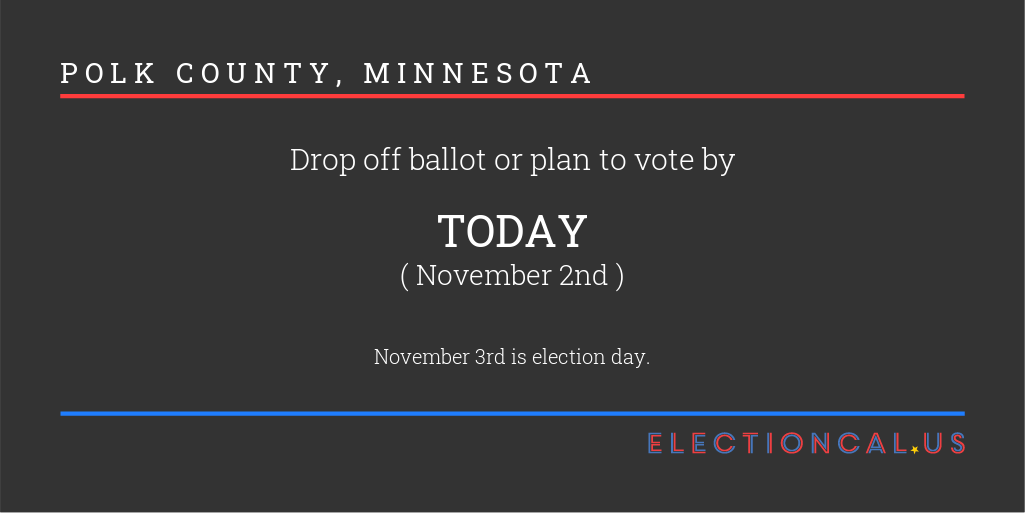 POLK COUNTY, MINNESOTA
Drop off ballot or plan to vote by
TODAY
( November 2nd )
November 3rd is election day.
ELECTIONCAL.US